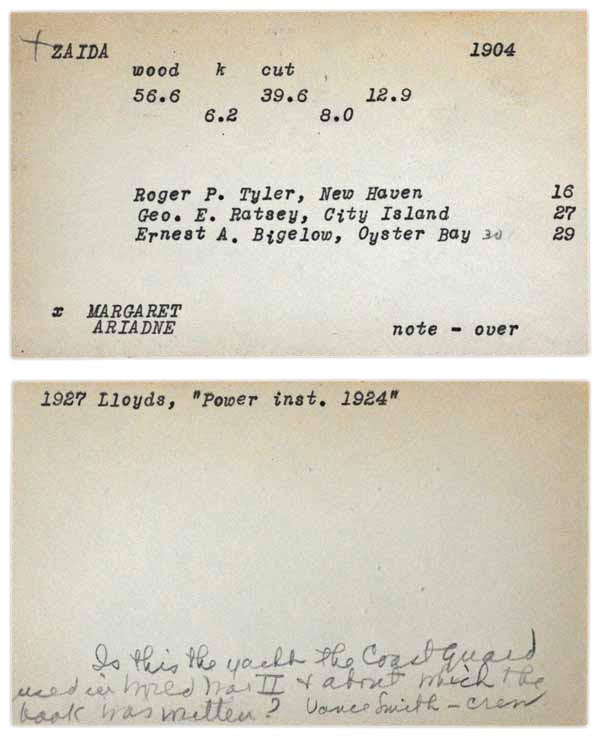 ZAIDA 1904
wood k cut
56.6 39.6 12.9
6.2 8.0
Roger P. Tyler, New Haven 16
Geo. E. Ratsey, City Island 27
Ernest A. Bigelow, Oyster Bay 30 29
x MARGARET
ARIADNE note - over
1927 Lloyds, "Power inst. 1924"
Is this the yacht the Coast Guard
used in World War II & about which the
book was written? Vance Smith - crew